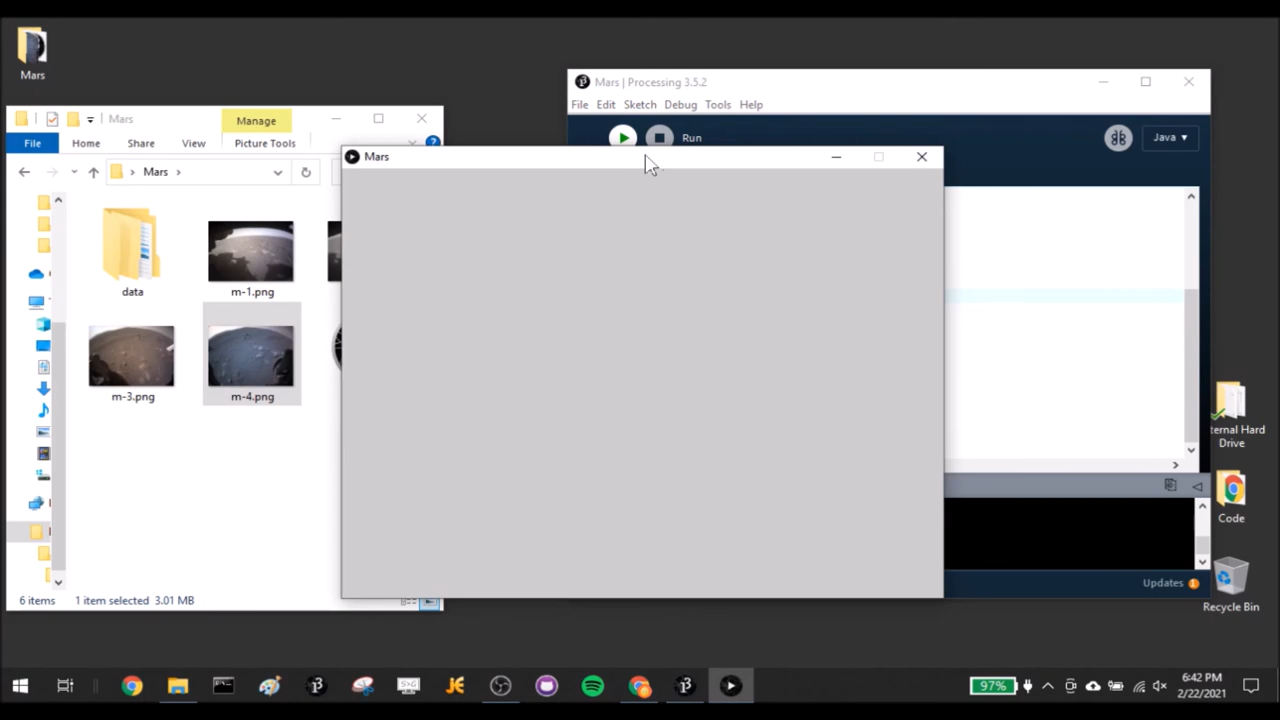 Mars
Mars | Processing 3.5.2
File Edit Sketch Debug Tools Help
Run
Java
Mars
Manage
File Home Share View Picture Tools
Mars
Mars
data
m-1.png
m-3.png
m-4.png
6 items 1 item selected 3.01 MB
Updates 1
ternal Hard
Drive
Code
Recycle Bin
97%
6:42 PM
2/22/2021